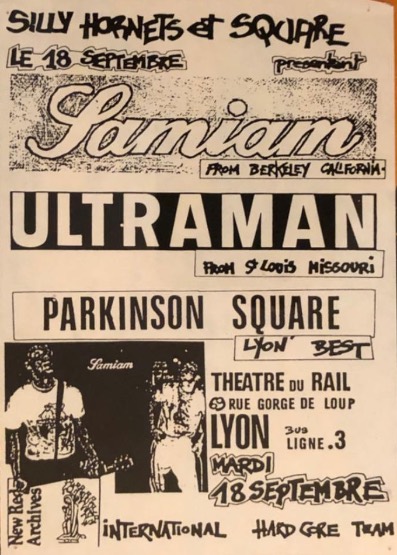 SILLY HORNETS et SQUARE
LE 18 SEPTEMBRE présentent
Samiam
FROM BERKELEY CALIFORNIA.
ULTRAMAN
FROM St LOUIS MISSOURI
PARKINSON SQUARE
LYON' BEST
Samiam
THEATRE DU RAIL
RUE GORGE DE LOUP
LYON BUS LIGNE.3
MARDI
18 SEPTEMBRE
New Red Archives
INTERNATIONAL HARD CORE TEAM